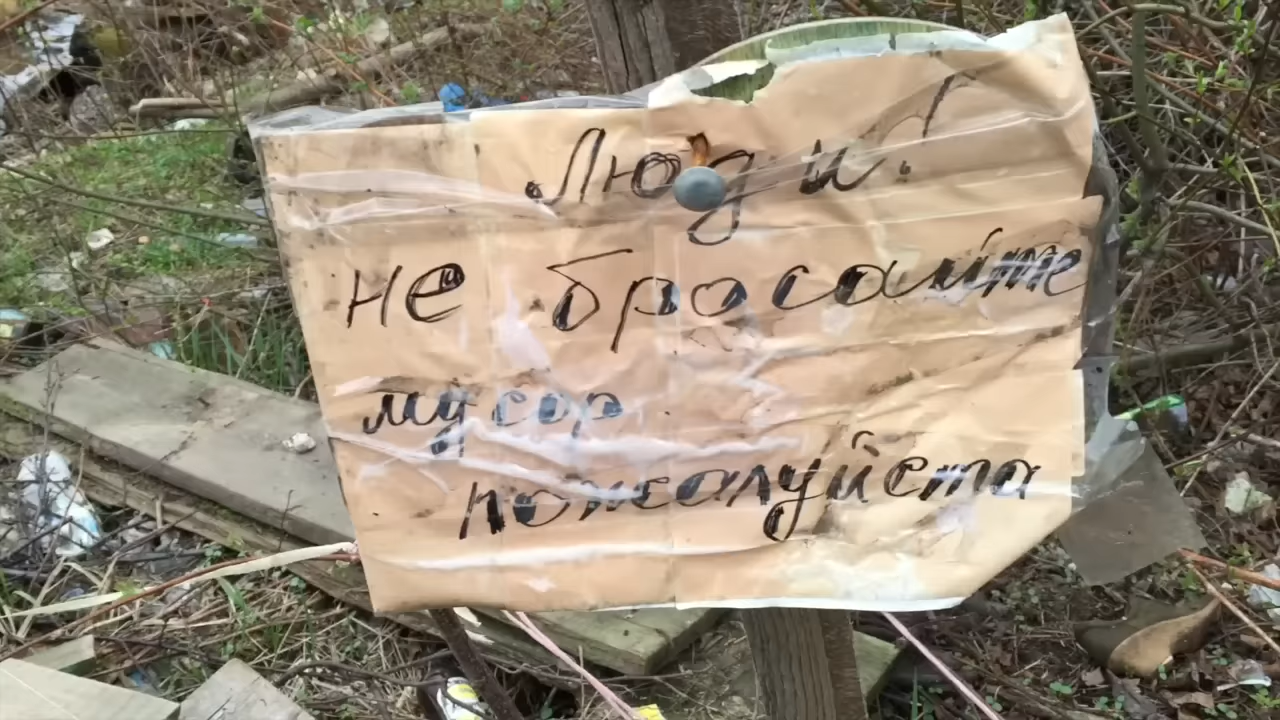 Люди!
не бросайте
мусор
пожалуйста